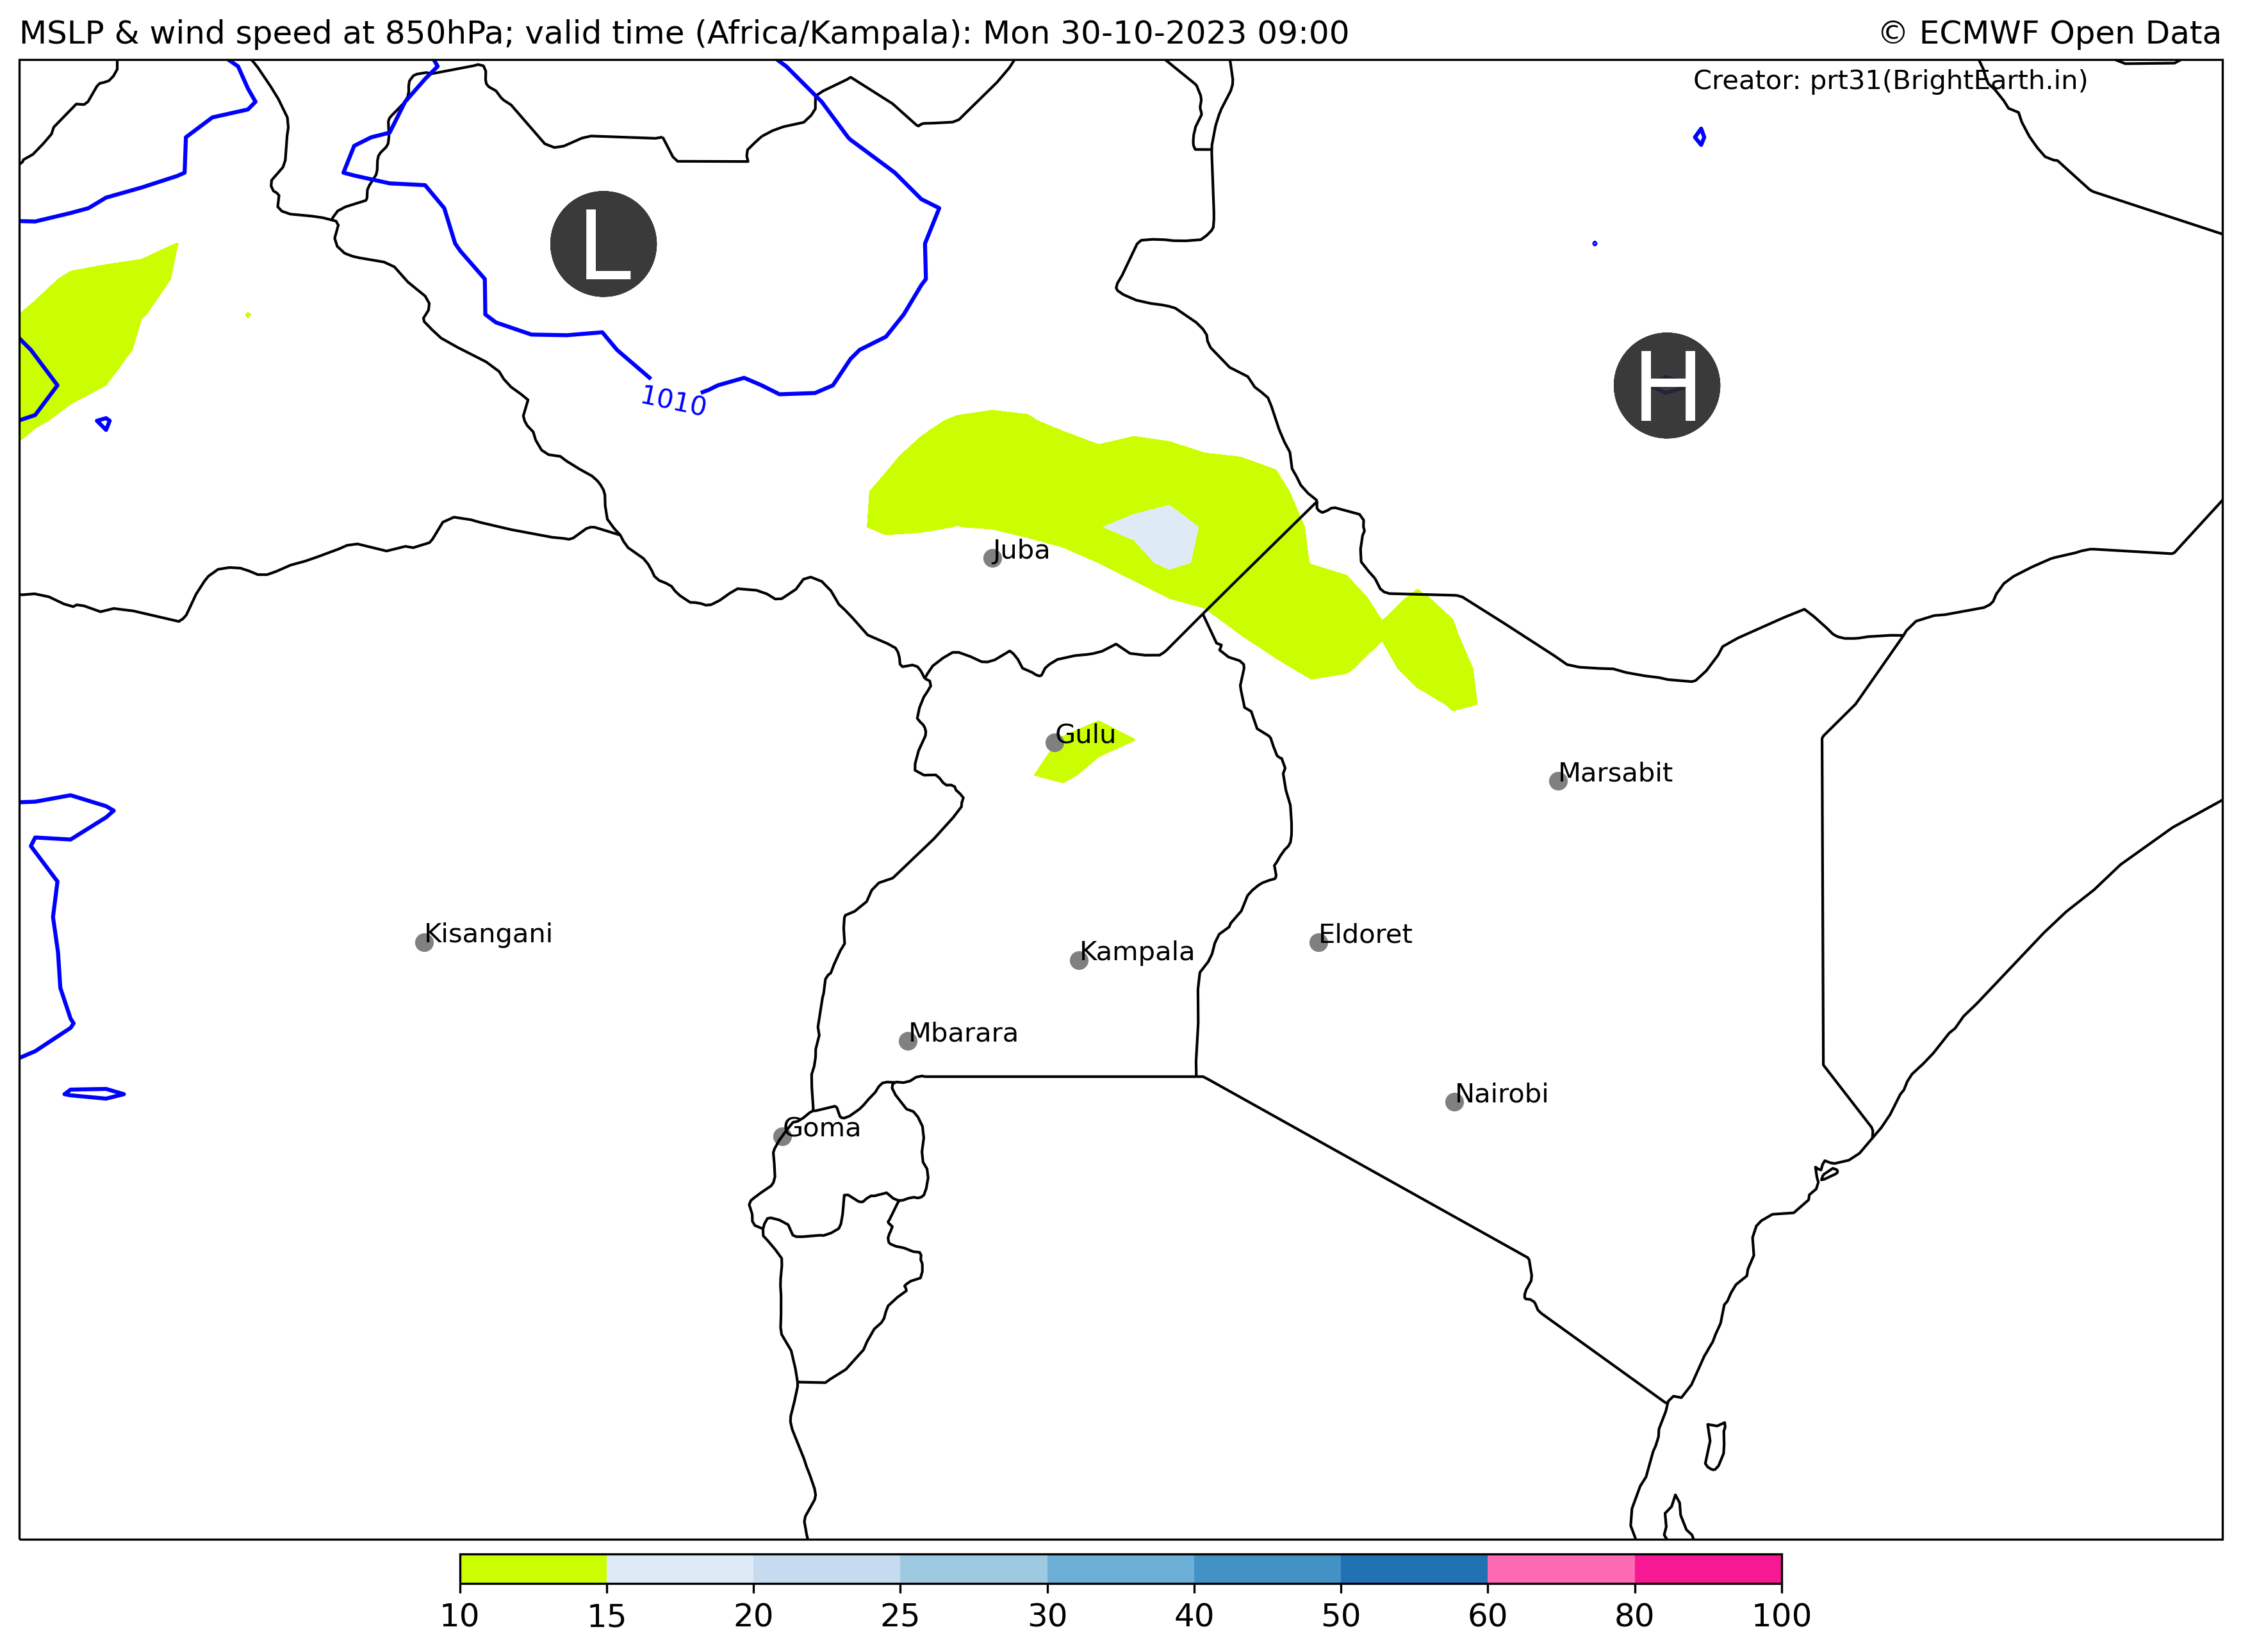 MSLP & wind speed at 850hPa; valid time (Africa/Kampala): Mon 30-10-2023 09:00
© ECMWF Open Data
Creator: prt31(BrightEarth.in)
L
H
1010
Juba
Gulu
Marsabit
Kisangani
Eldoret
Kampala
Mbarara
Nairobi
Goma
10 15 20 25 30 40 50 60 80 100